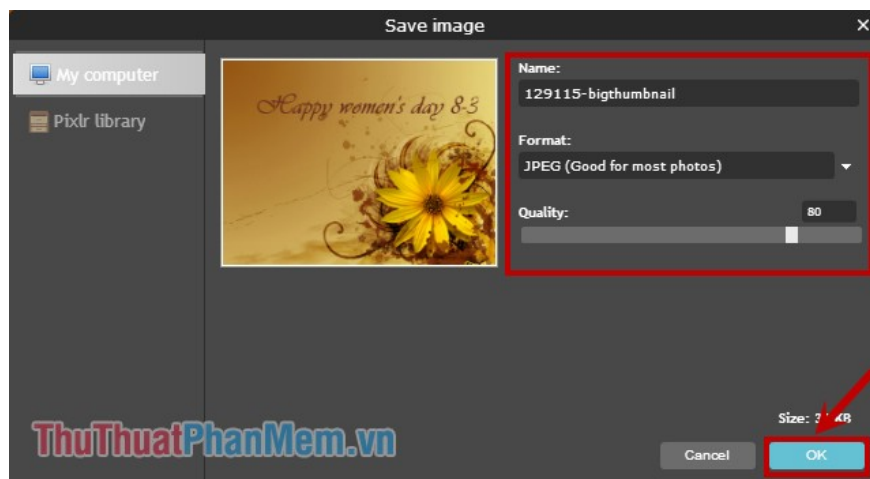 Save image
My computer
Pixlr library
Happy women's day 8-3
Name:
129115-bigthumbnail
Format:
JPEG (Good for most photos)
Quality:
80
Size:
KB
ThuThuatPhanMem.vn
Cancel
OK